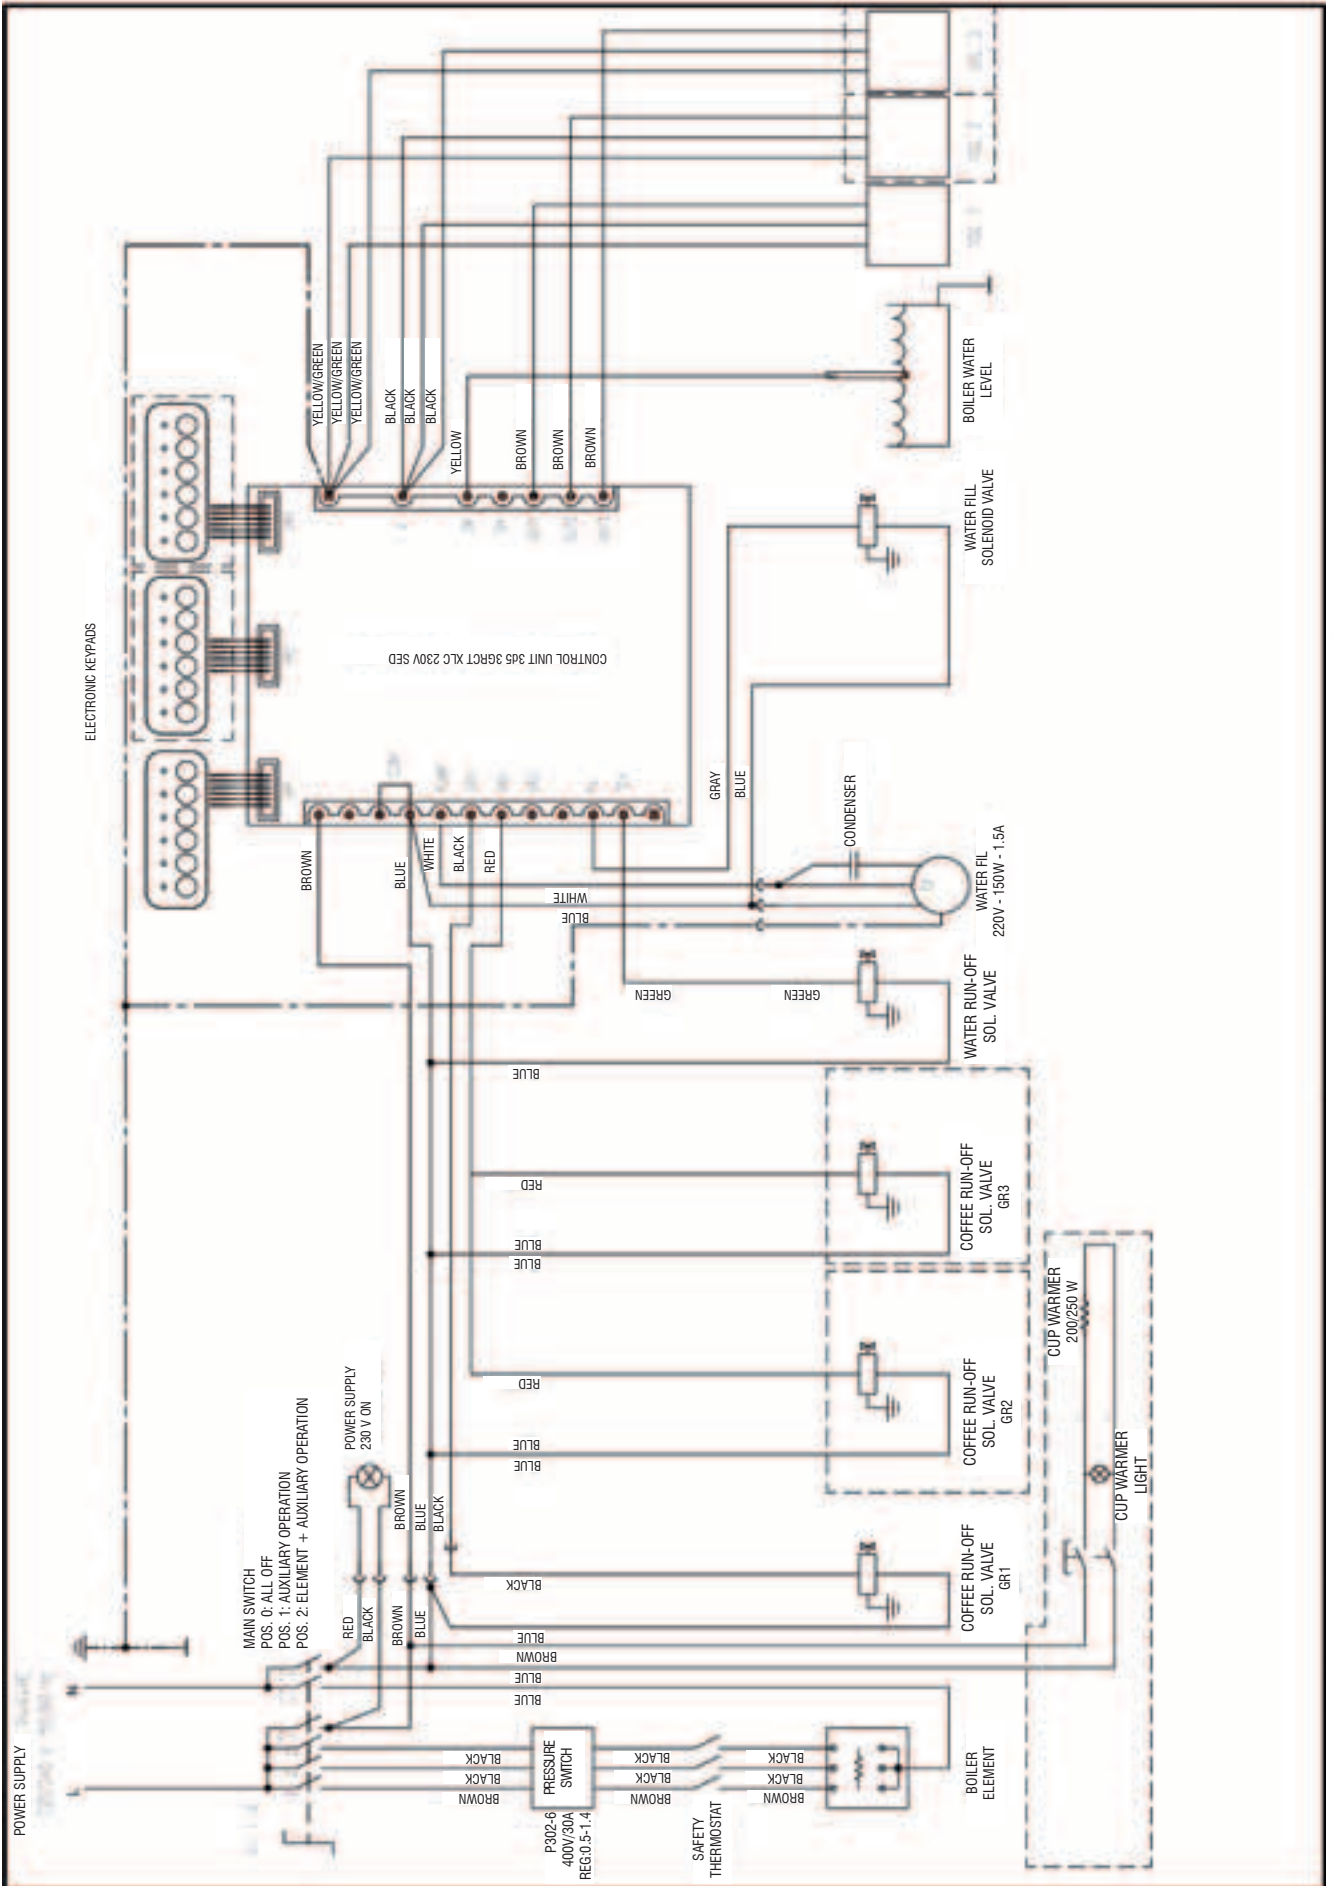 POWER SUPPLY
L
N
MAIN SWITCH
POS. 0: ALL OFF
POS. 1: AUXILIARY OPERATION
POS. 2: ELEMENT + AUXILIARY OPERATION
POWER SUPPLY
230 V ON
RED
BLACK
BROWN
BLUE
BROWN
BLUE
BLACK
ELECTRONIC KEYPADS
CONTROL UNIT 3d5 3GRCT XLC 230V SED
BROWN
BLUE
WHITE
BLACK
RED
YELLOW/GREEN
YELLOW/GREEN
YELLOW/GREEN
BLACK
BLACK
BLACK
YELLOW
BROWN
BROWN
BROWN
GRAY
BLUE
WHITE
BLUE
CONDENSER
GREEN
GREEN
BLUE
RED
BLUE
BLUE
RED
BLUE
BLUE
BLACK
BLUE
BROWN
BLUE
BLUE
BLACK
BLACK
BROWN
PRESSURE
SWITCH
P302-6
400V/30A
REG:0.5-1.4
BLACK
BLACK
BROWN
SAFETY
THERMOSTAT
BLACK
BLACK
BROWN
BOILER
ELEMENT
COFFEE RUN-OFF
SOL. VALVE
GR1
COFFEE RUN-OFF
SOL. VALVE
GR2
COFFEE RUN-OFF
SOL. VALVE
GR3
WATER RUN-OFF
SOL. VALVE
WATER FIL
220V - 150W - 1.5A
WATER FILL
SOLENOID VALVE
BOILER WATER
LEVEL
CUP WARMER
200/250 W
CUP WARMER
LIGHT